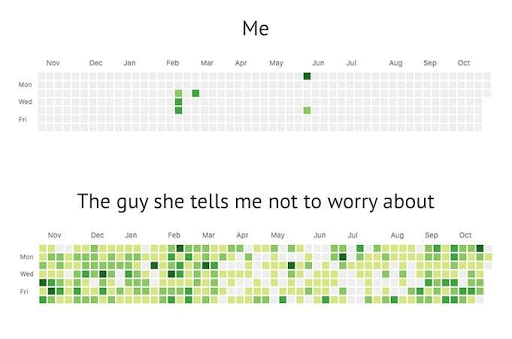 Me
Nov Dec Jan Feb Mar Apr May Jun Jul Aug Sep Oct
Mon
Wed
Fri
The guy she tells me not to worry about
Nov Dec Jan Feb Mar Apr May Jun Jul Aug Sep Oct
Mon
Wed
Fri